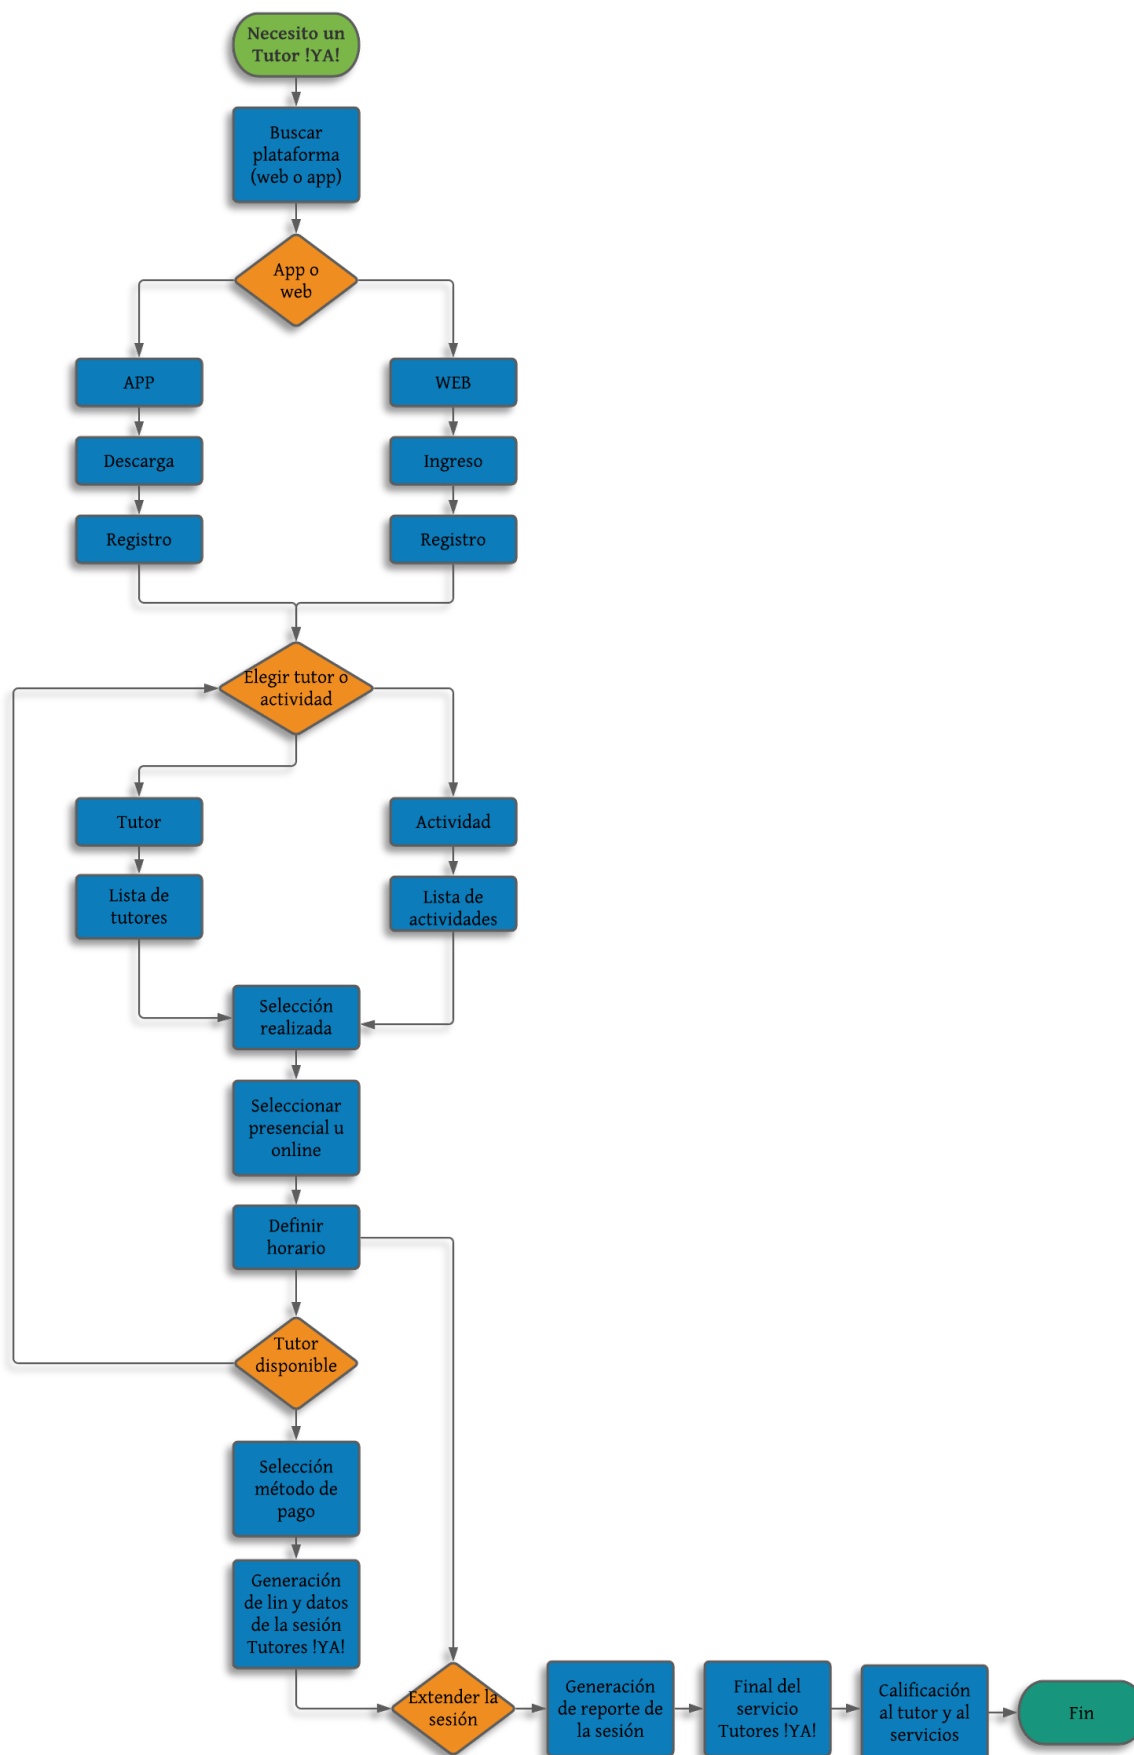 Necesito un
Tutor !YA!
Buscar
plataforma
(web o app)
App o
web
APP
WEB
Descarga
Ingreso
Registro
Registro
Elegir tutor o
actividad
Tutor
Actividad
Lista de
tutores
Lista de
actividades
Selección
realizada
Seleccionar
presencial u
online
Definir
horario
Tutor
disponible
Selección
método de
pago
Generación
de lin y datos
de la sesión
Tutores !YA!
Extender la
sesión
Generación
de reporte de
la sesión
Final del
servicio
Tutores !YA!
Calificación
al tutor y al
servicios
Fin